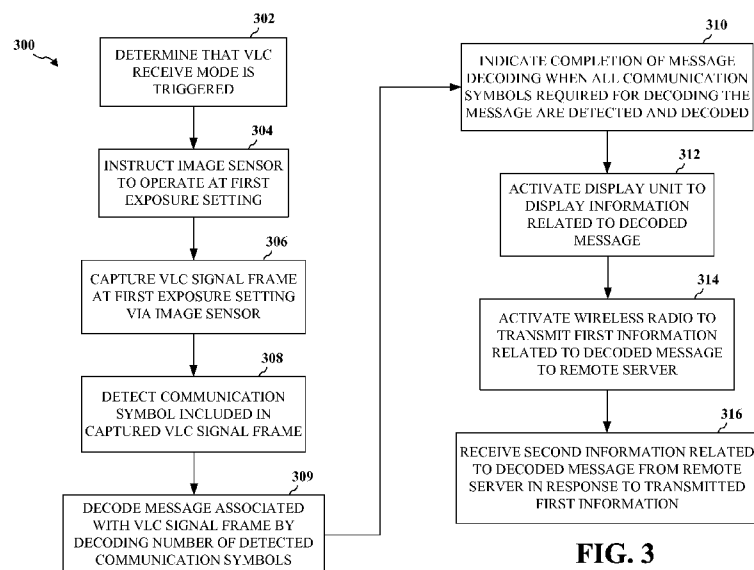 300
302
DETERMINE THAT VLC
RECEIVE MODE IS
TRIGGERED
304
INSTRUCT IMAGE SENSOR
TO OPERATE AT FIRST
EXPOSURE SETTING
306
CAPTURE VLC SIGNAL FRAME
AT FIRST EXPOSURE SETTING
VIA IMAGE SENSOR
308
DETECT COMMUNICATION
SYMBOL INCLUDED IN
CAPTURED VLC SIGNAL FRAME
309
DECODE MESSAGE ASSOCIATED
WITH VLC SIGNAL FRAME BY
DECODING NUMBER OF DETECTED
COMMUNICATION SYMBOLS
310
INDICATE COMPLETION OF MESSAGE
DECODING WHEN ALL COMMUNICATION
SYMBOLS REQUIRED FOR DECODING THE
MESSAGE ARE DETECTED AND DECODED
312
ACTIVATE DISPLAY UNIT TO
DISPLAY INFORMATION
RELATED TO DECODED
MESSAGE
314
ACTIVATE WIRELESS RADIO TO
TRANSMIT FIRST INFORMATION
RELATED TO DECODED MESSAGE
TO REMOTE SERVER
316
RECEIVE SECOND INFORMATION RELATED
TO DECODED MESSAGE FROM REMOTE
SERVER IN RESPONSE TO TRANSMITTED
FIRST INFORMATION
FIG. 3